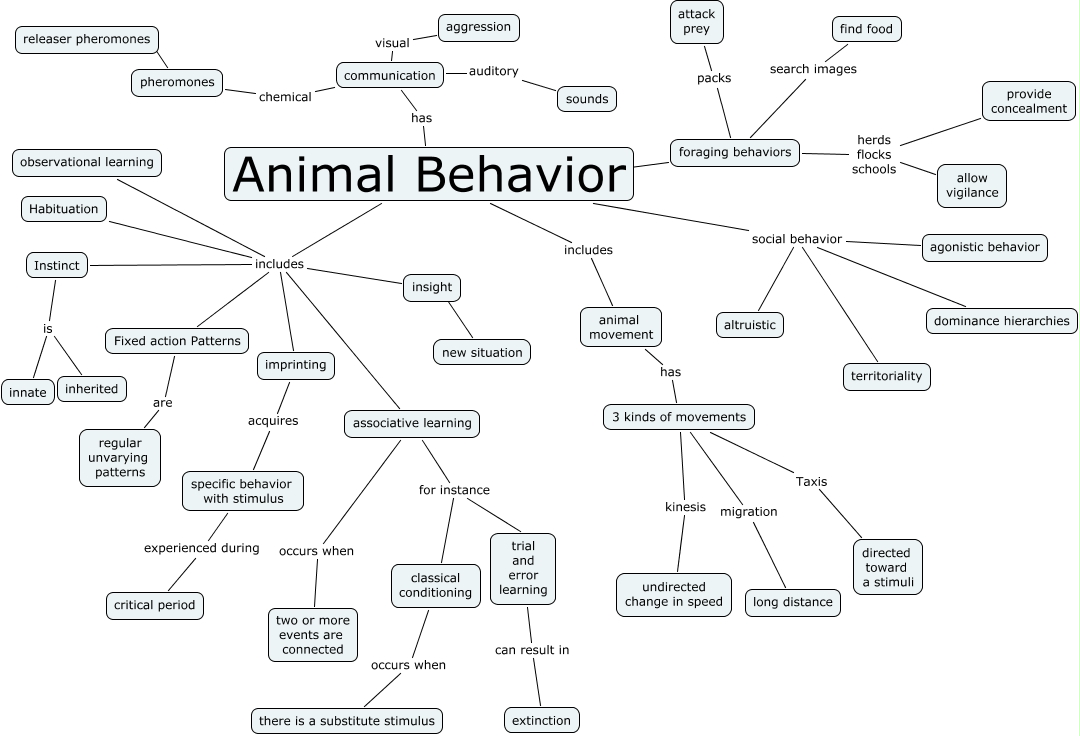 attack
prey
aggression
find food
releaser pheromones
visual
communication
auditory
search images
pheromones
packs
chemical
sounds
provide
concealment
has
herds
flocks
schools
foraging behaviors
observational learning
Animal Behavior
allow
vigilance
Habituation
social behavior
agonistic behavior
includes
Instinct
includes
insight
is
animal
movement
altruistic
dominance hierarchies
Fixed action Patterns
new situation
imprinting
has
territoriality
innate
inherited
are
acquires
associative learning
3 kinds of movements
regular
unvarying
patterns
specific behavior
with stimulus
for instance
Taxis
kinesis
migration
experienced during
occurs when
trial
and
error
learning
directed
toward
a stimuli
classical
conditioning
undirected
change in speed
long distance
critical period
two or more
events are
connected
occurs when
can result in
there is a substitute stimulus
extinction